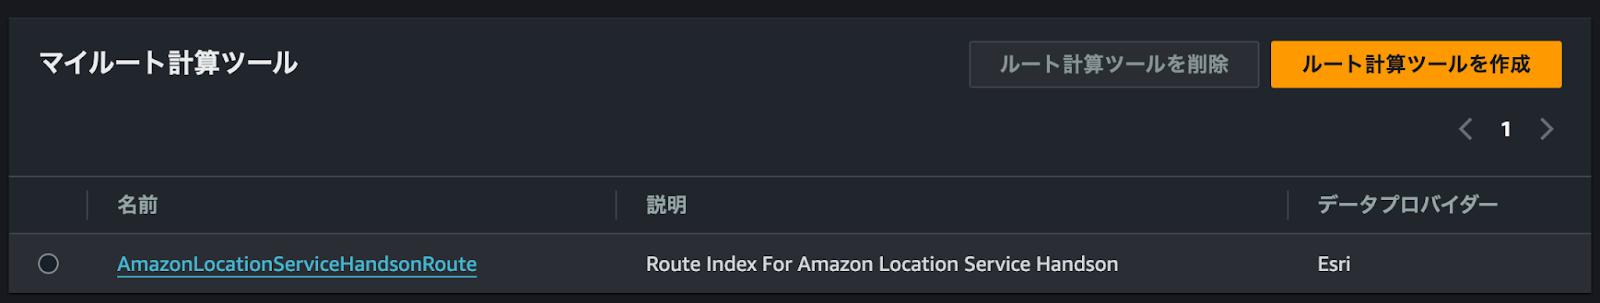 マイルート計算ツール
ルート計算ツールを削除
ルート計算ツールを作成
1
名前 説明 データプロバイダー
AmazonLocationServiceHandsonRoute Route Index For Amazon Location Service Handson Esri